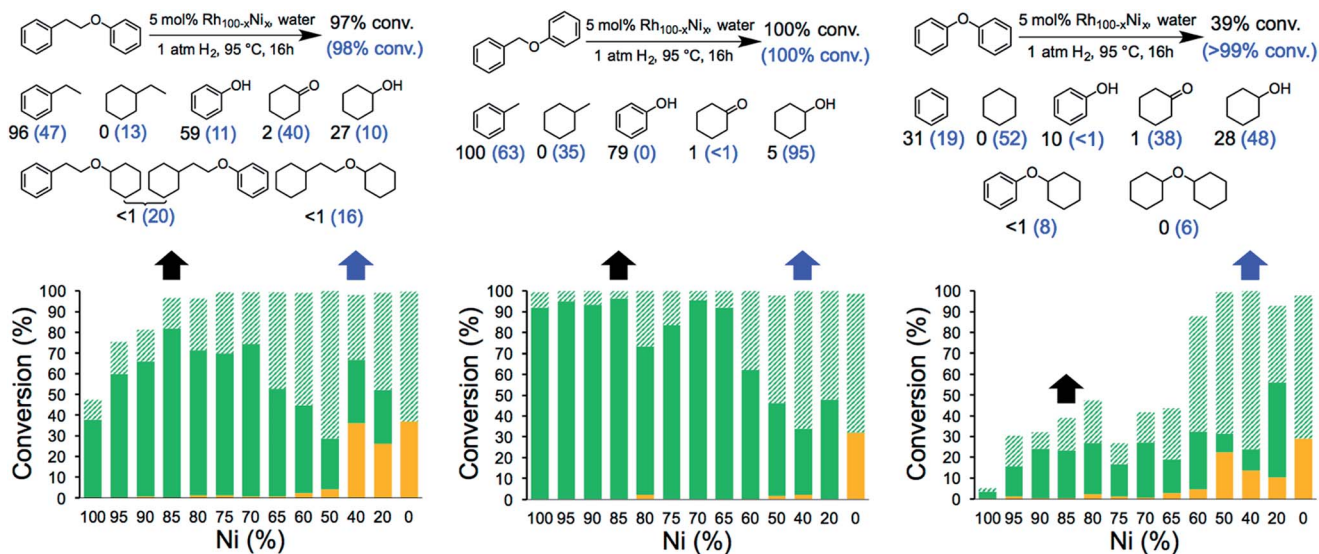 5 mol% Rh100-xNix, water
97% conv.
(98% conv.)
1 atm H2, 95 °C, 16h
O
OH
O
OH
96 (47)
0 (13)
59 (11)
2 (40)
27 (10)
O
O
O
<1 (20)
<1 (16)
Conversion (%)
100
90
80
70
60
50
40
30
20
10
0
100 95 90 85 80 75 70 65 60 50 40 20 0
Ni (%)
5 mol% Rh100-xNix, water
100% conv.
(100% conv.)
1 atm H2, 95 °C, 16h
O
OH
O
OH
100 (63)
0 (35)
79 (0)
1 (<1)
5 (95)
Conversion (%)
100
90
80
70
60
50
40
30
20
10
0
100 95 90 85 80 75 70 65 60 50 40 20 0
Ni (%)
5 mol% Rh100-xNix, water
39% conv.
(>99% conv.)
1 atm H2, 95 °C, 16h
O
OH
O
OH
31 (19)
0 (52)
10 (<1)
1 (38)
28 (48)
O
O
<1 (8)
0 (6)
Conversion (%)
100
90
80
70
60
50
40
30
20
10
0
100 95 90 85 80 75 70 65 60 50 40 20 0
Ni (%)